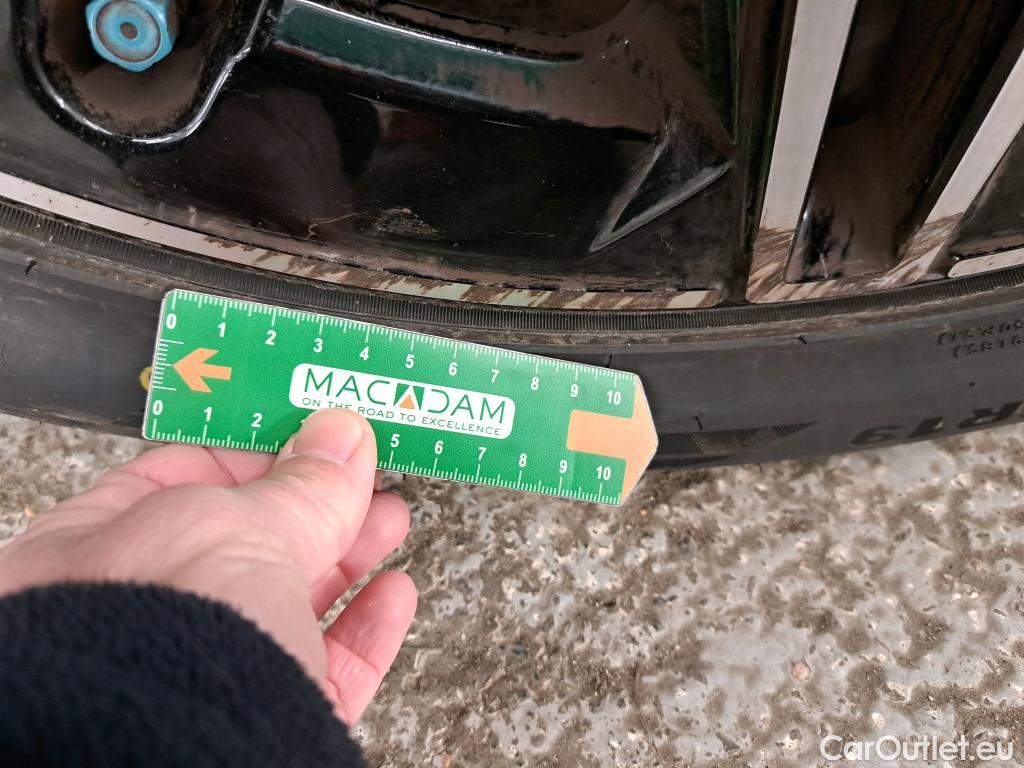 0 1 2 3 4 5 6 7 8 9 10
MACADAM
ON THE ROAD TO EXCELLENCE
0 1 2 5 6 7 8 9 10
R19
CarOutlet.eu